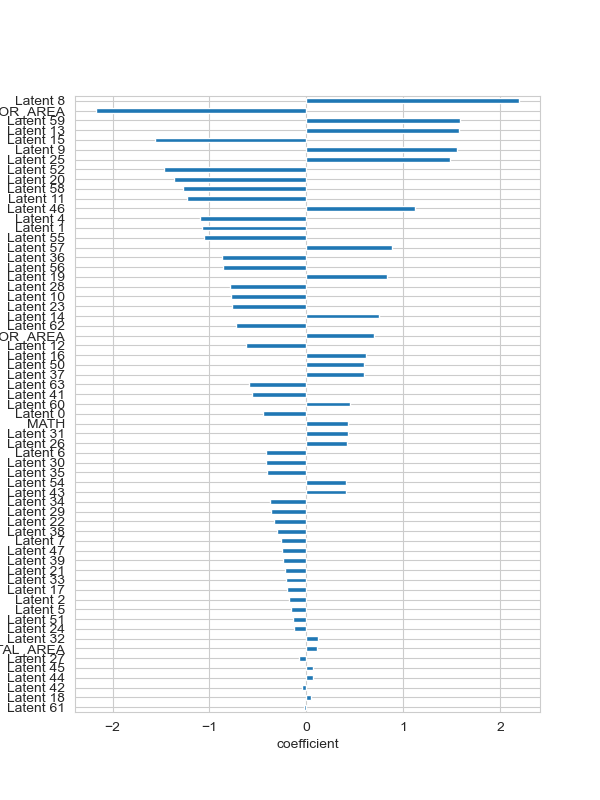 Latent 8
OR_AREA
Latent 59
Latent 13
Latent 15
Latent 9
Latent 25
Latent 52
Latent 20
Latent 58
Latent 11
Latent 46
Latent 4
Latent 1
Latent 55
Latent 57
Latent 36
Latent 56
Latent 19
Latent 28
Latent 10
Latent 23
Latent 14
Latent 62
OR_AREA
Latent 12
Latent 16
Latent 50
Latent 37
Latent 63
Latent 41
Latent 60
Latent 0
MATH
Latent 31
Latent 26
Latent 6
Latent 30
Latent 35
Latent 54
Latent 43
Latent 34
Latent 29
Latent 22
Latent 38
Latent 7
Latent 47
Latent 39
Latent 21
Latent 33
Latent 17
Latent 2
Latent 5
Latent 51
Latent 24
Latent 32
TAL_AREA
Latent 27
Latent 45
Latent 44
Latent 42
Latent 18
Latent 61
−2 −1 0 1 2
coefficient